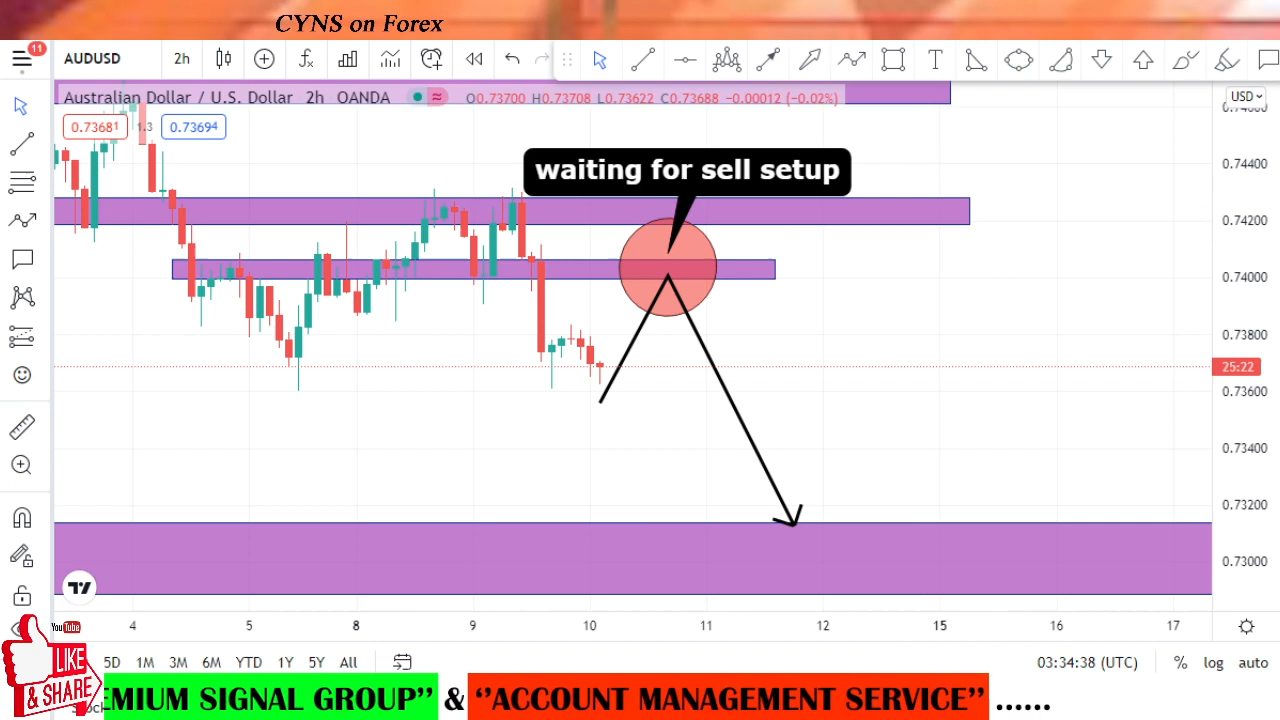 CYNS on Forex
11
AUDUSD 2h
Australian Dollar / U.S. Dollar 2h OANDA O0.73700 H0.73708 L0.73622 C0.73688 −0.00012 (−0.02%)
USD
0.73681 1.3 0.73694
waiting for sell setup
0.74400
0.74200
0.74000
0.73800
25:22
0.73600
0.73400
0.73200
0.73000
4 5 8 9 10 11 12 15 16 17
YouTube
LIKE
& SHARE
5D 1M 3M 6M YTD 1Y 5Y All 03:34:38 (UTC) % log auto
EMIUM SIGNAL GROUP’’ & ‘’ACCOUNT MANAGEMENT SERVICE’’ ......